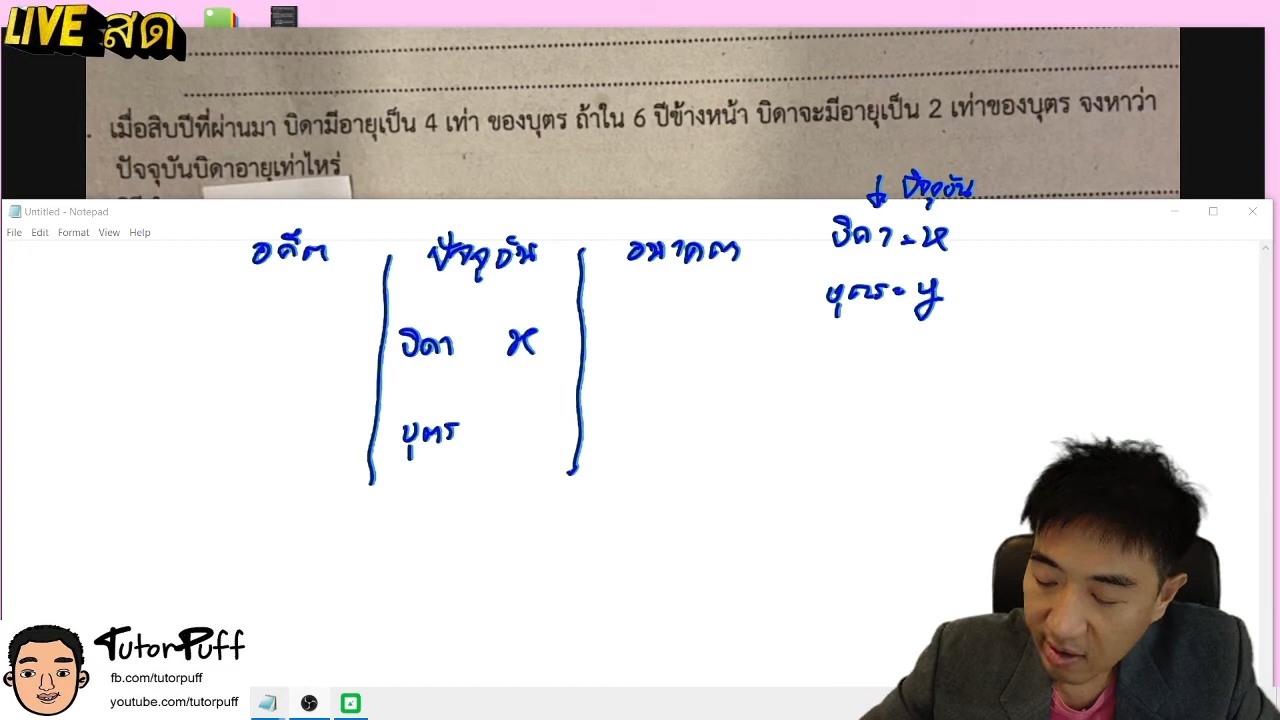 LIVE สด
เมื่อสิบปีที่ผ่านมา บิดามีอายุเป็น 4 เท่า ของบุตร ถ้าใน 6 ปีข้างหน้า บิดาจะมีอายุเป็น 2 เท่าของบุตร จงหาว่า
ปัจจุบันบิดาอายุเท่าไหร่
ปัจจุบัน
Untitled - Notepad
File Edit Format View Help
อดีต ปัจจุบัน อนาคต บิดา = x
บุตร = y
บิดา x
บุตร
TutorPuff
fb.com/tutorpuff
youtube.com/tutorpuff